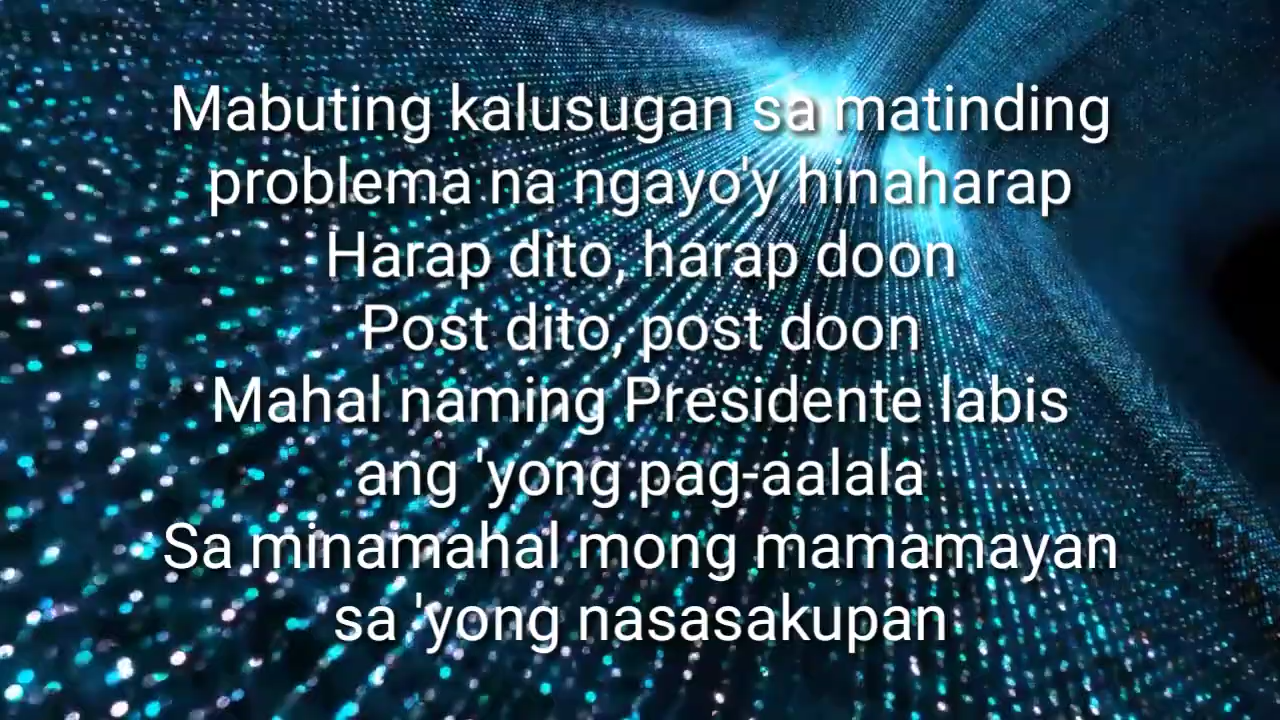 Mabuting kalusugan sa matinding
problema na ngayo'y hinaharap
Harap dito, harap doon
Post dito, post doon
Mahal naming Presidente labis
ang 'yong pag-aalala
Sa minamahal mong mamamayan
sa 'yong nasasakupan